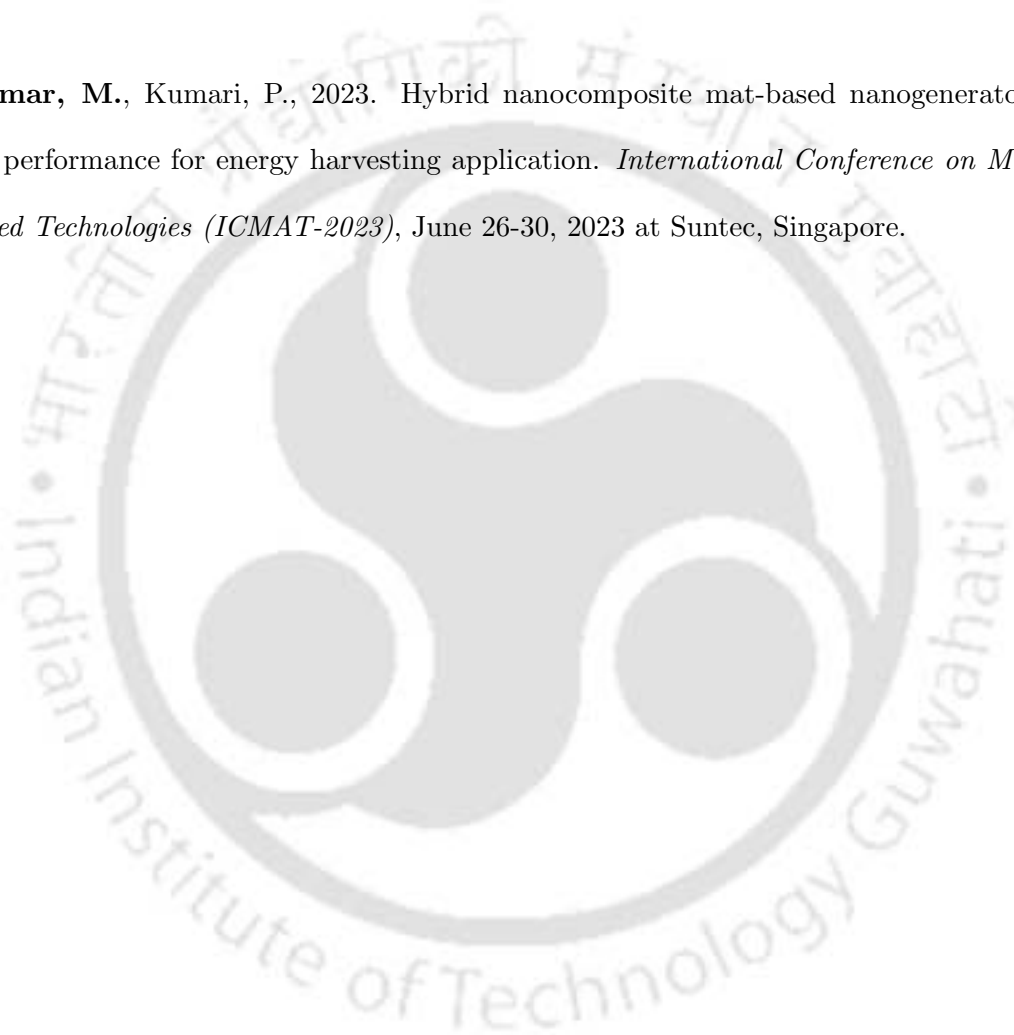 mar, M., Kumari, P., 2023. Hybrid nanocomposite mat-based nanogenerato
performance for energy harvesting application. International Conference on M
ed Technologies (ICMAT-2023), June 26-30, 2023 at Suntec, Singapore.
भारतीय प्रौद्योगिकी संस्थान गुवाहाटी
Indian Institute of Technology Guwahati